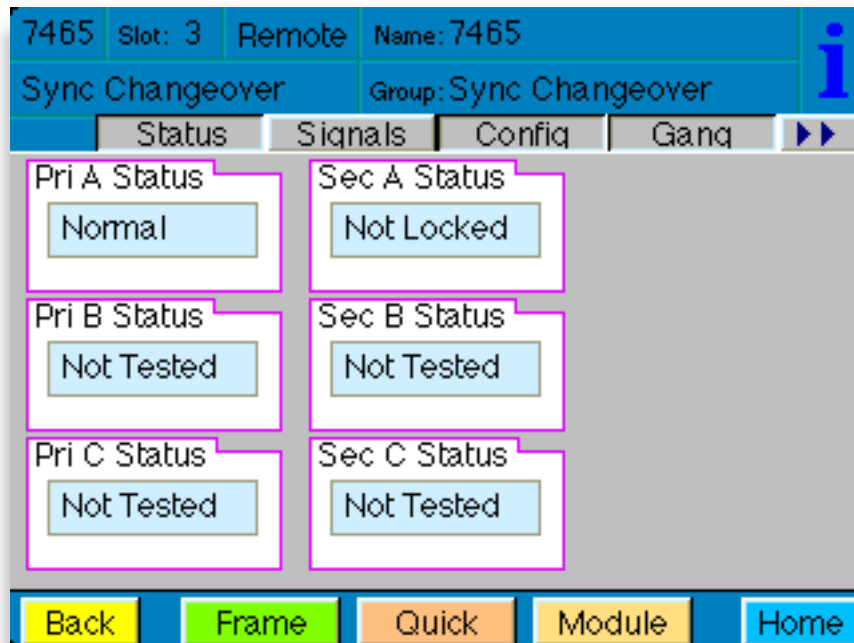 7465 Slot: 3 Remote Name: 7465
Sync Changeover Group: Sync Changeover
i
Status Signals Config Gang
Pri A Status Sec A Status
Normal Not Locked
Pri B Status Sec B Status
Not Tested Not Tested
Pri C Status Sec C Status
Not Tested Not Tested
Back Frame Quick Module Home